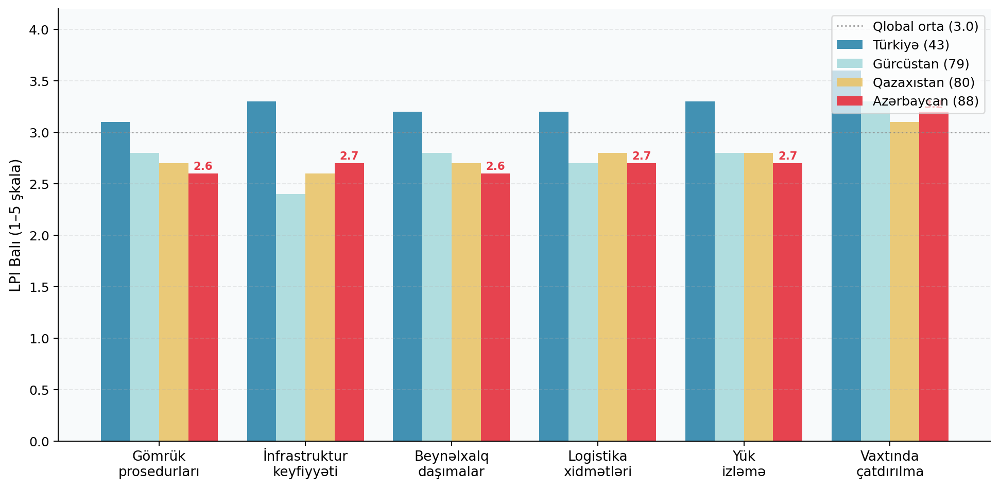 LPI Balı (1–5 şkala)
4.0
3.5
3.0
2.5
2.0
1.5
1.0
0.5
0.0
Qlobal orta (3.0)
Türkiyə (43)
Gürcüstan (79)
Qazaxıstan (80)
Azərbaycan (88)
2.6
2.7
2.6
2.7
2.7
3.2
Gömrük
prosedurları
İnfrastruktur
keyfiyyəti
Beynəlxalq
daşımalar
Logistika
xidmətləri
Yük
izləmə
Vaxtında
çatdırılma